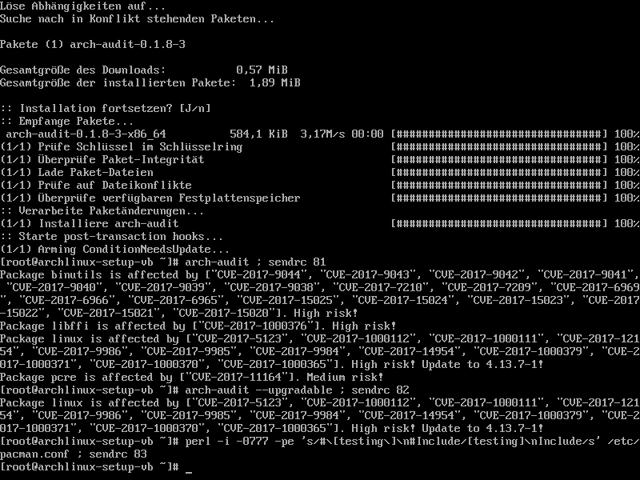 Löse Abhängigkeiten auf...
Suche nach in Konflikt stehenden Paketen...
Pakete (1) arch-audit-0.1.8-3
Gesamtgröße des Downloads:           0,57 MiB
Gesamtgröße der installierten Pakete:  1,89 MiB
:: Installation fortsetzen? [J/n]
:: Empfange Pakete...
 arch-audit-0.1.8-3-x86_64          584,1 KiB  3,17M/s 00:00 [################################] 100%
(1/1) Prüfe Schlüssel im Schlüsselring                       [################################] 100%
(1/1) Überprüfe Paket-Integrität                             [################################] 100%
(1/1) Lade Paket-Dateien                                     [################################] 100%
(1/1) Prüfe auf Dateikonflikte                               [################################] 100%
(1/1) Überprüfe verfügbaren Festplattenspeicher              [################################] 100%
:: Verarbeite Paketänderungen...
(1/1) Installiere arch-audit                                 [################################] 100%
:: Starte post-transaction hooks...
(1/1) Arming ConditionNeedsUpdate...
[root@archlinux-setup-vb ~]# arch-audit ; sendrc 81
Package binutils is affected by ["CVE-2017-9044", "CVE-2017-9043", "CVE-2017-9042", "CVE-2017-9041",
 "CVE-2017-9040", "CVE-2017-9039", "CVE-2017-9038", "CVE-2017-7210", "CVE-2017-7209", "CVE-2017-6969
", "CVE-2017-6966", "CVE-2017-6965", "CVE-2017-15025", "CVE-2017-15024", "CVE-2017-15023", "CVE-2017
-15022", "CVE-2017-15021", "CVE-2017-15020"]. High risk!
Package libffi is affected by ["CVE-2017-1000376"]. High risk!
Package linux is affected by ["CVE-2017-5123", "CVE-2017-1000112", "CVE-2017-1000111", "CVE-2017-121
54", "CVE-2017-9986", "CVE-2017-9985", "CVE-2017-9984", "CVE-2017-14954", "CVE-2017-1000379", "CVE-2
017-1000371", "CVE-2017-1000370", "CVE-2017-1000365"]. High risk! Update to 4.13.7-1!
Package pcre is affected by ["CVE-2017-11164"]. Medium risk!
[root@archlinux-setup-vb ~]# arch-audit --upgradable ; sendrc 82
Package linux is affected by ["CVE-2017-5123", "CVE-2017-1000112", "CVE-2017-1000111", "CVE-2017-121
54", "CVE-2017-9986", "CVE-2017-9985", "CVE-2017-9984", "CVE-2017-14954", "CVE-2017-1000379", "CVE-2
017-1000371", "CVE-2017-1000370", "CVE-2017-1000365"]. High risk! Update to 4.13.7-1!
[root@archlinux-setup-vb ~]# perl -i -0777 -pe 's/#\[testing\]\n#Include/[testing]\nInclude/s' /etc/
pacman.conf ; sendrc 83
[root@archlinux-setup-vb ~]# _